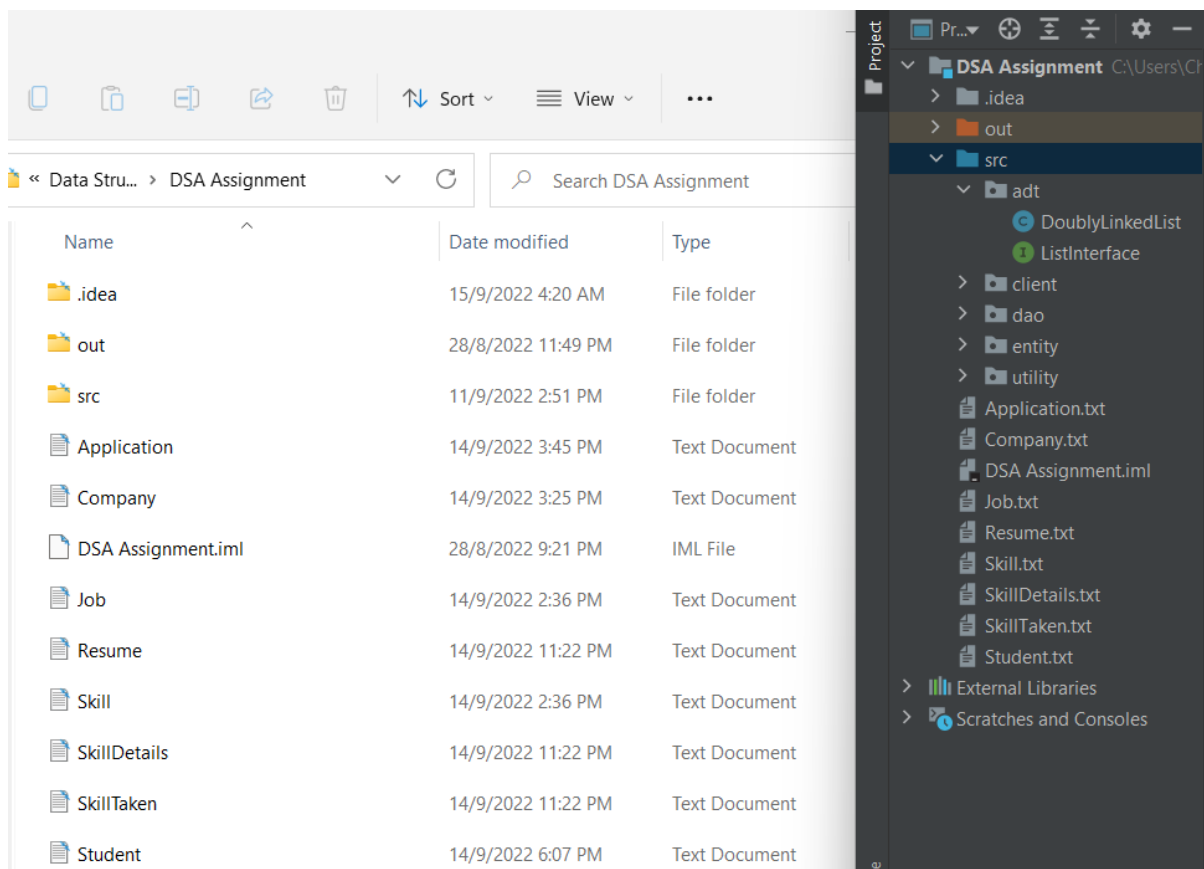 Sort
View
« Data Stru... > DSA Assignment
Search DSA Assignment
Name Date modified Type
.idea 15/9/2022 4:20 AM File folder
out 28/8/2022 11:49 PM File folder
src 11/9/2022 2:51 PM File folder
Application 14/9/2022 3:45 PM Text Document
Company 14/9/2022 3:25 PM Text Document
DSA Assignment.iml 28/8/2022 9:21 PM IML File
Job 14/9/2022 2:36 PM Text Document
Resume 14/9/2022 11:22 PM Text Document
Skill 14/9/2022 2:36 PM Text Document
SkillDetails 14/9/2022 11:22 PM Text Document
SkillTaken 14/9/2022 11:22 PM Text Document
Student 14/9/2022 6:07 PM Text Document
Project
Pr...
DSA Assignment C:\Users\Ch
.idea
out
src
adt
C DoublyLinkedList
I ListInterface
client
dao
entity
utility
Application.txt
Company.txt
DSA Assignment.iml
Job.txt
Resume.txt
Skill.txt
SkillDetails.txt
SkillTaken.txt
Student.txt
External Libraries
Scratches and Consoles